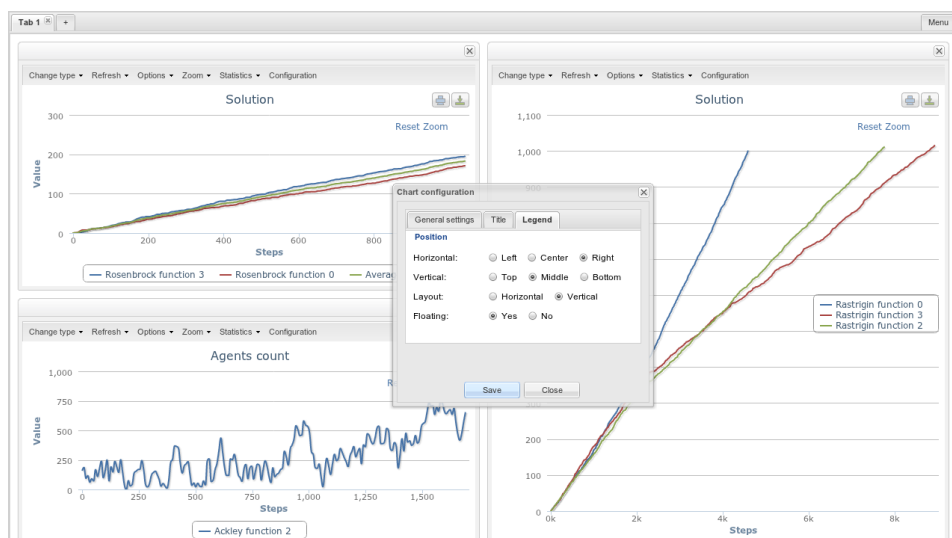 Tab 1
+
Menu
Change type Refresh Options Zoom Statistics Configuration
Solution
Reset Zoom
300
200
100
0
Value
0 200 400 600 800
Steps
Rosenbrock function 3 Rosenbrock function 0
Change type Refresh Options Zoom Statistics Configuration
Agents count
1,000
750
500
250
0
Value
0 250 500 750 1,000 1,250 1,500
Steps
Ackley function 2
Chart configuration
General settings Title Legend
Position
Horizontal: Left Center Right
Vertical: Top Middle Bottom
Layout: Horizontal Vertical
Floating: Yes No
Save Close
Change type Refresh Options Statistics Configuration
Solution
Reset Zoom
1,100
1,000
900
200
100
0
Rastrigin function 0
Rastrigin function 3
Rastrigin function 2
0k 2k 4k 6k 8k
Steps